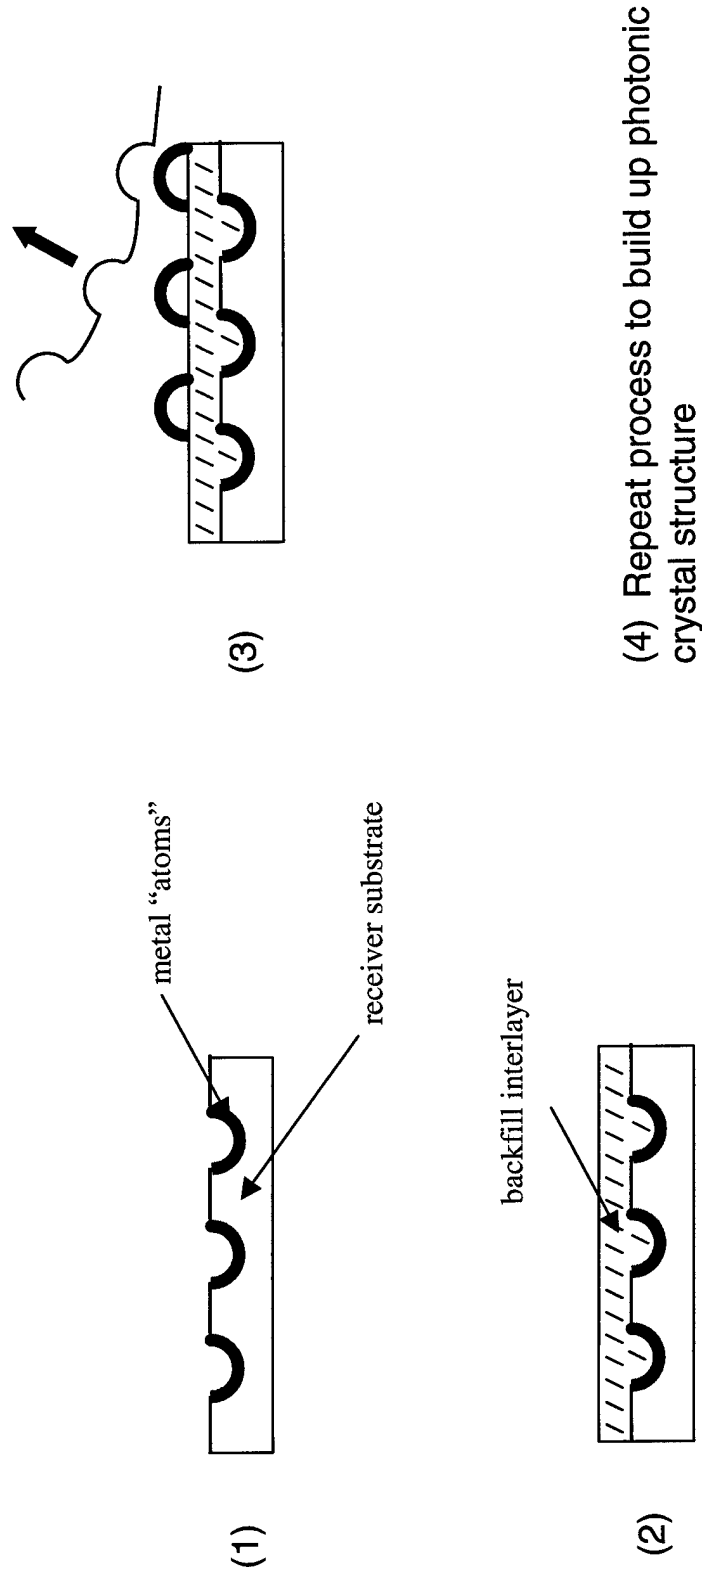 (1)
metal “atoms”
receiver substrate
(2)
backfill interlayer
(3)
(4) Repeat process to build up photonic
crystal structure